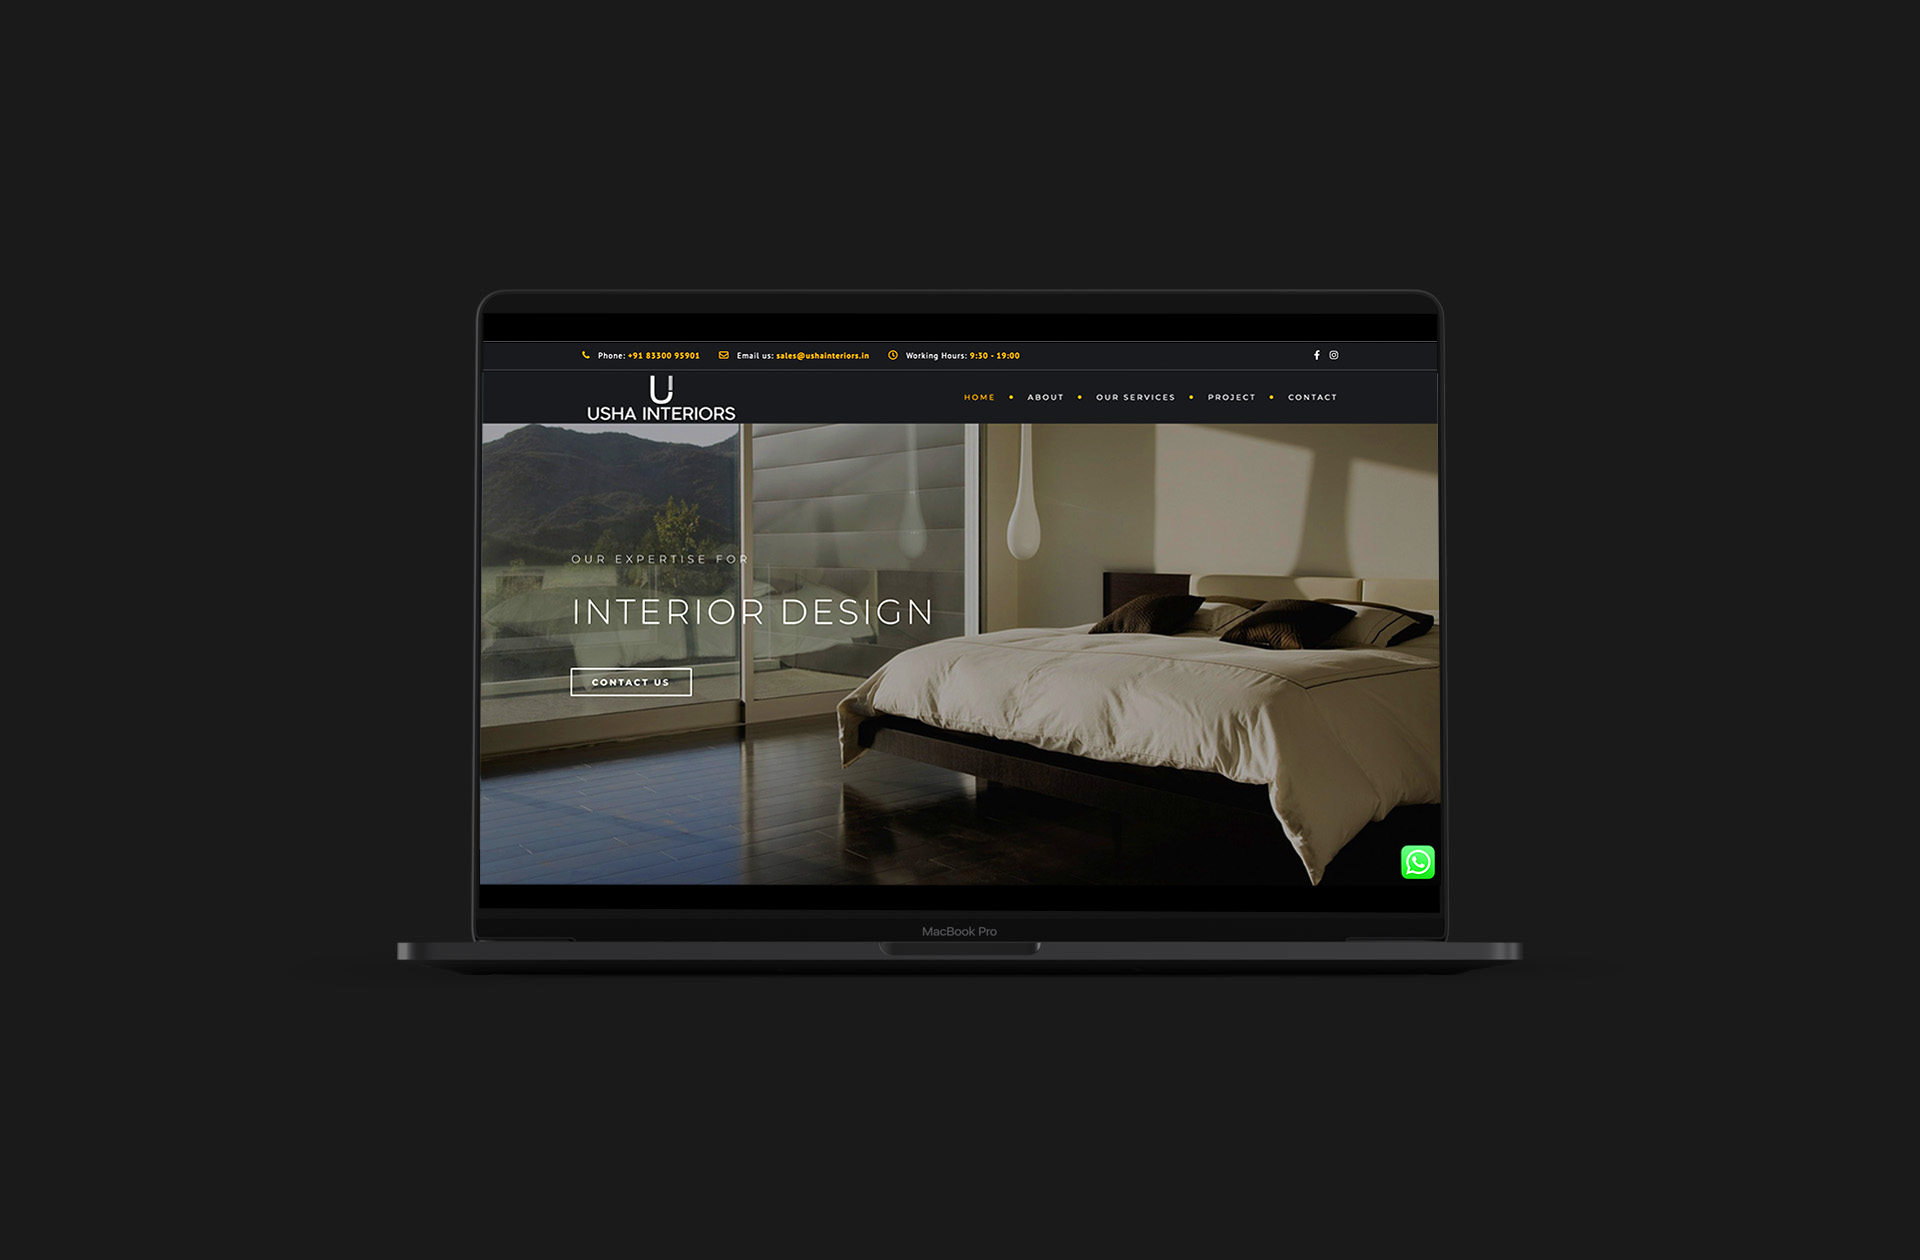 Phone: +91 83300 95901 Email us: sales@ushainteriors.in Working Hours: 9:30 - 19:00
U
USHA INTERIORS
HOME • ABOUT • OUR SERVICES • PROJECT • CONTACT
OUR EXPERTISE FOR
INTERIOR DESIGN
CONTACT US
MacBook Pro